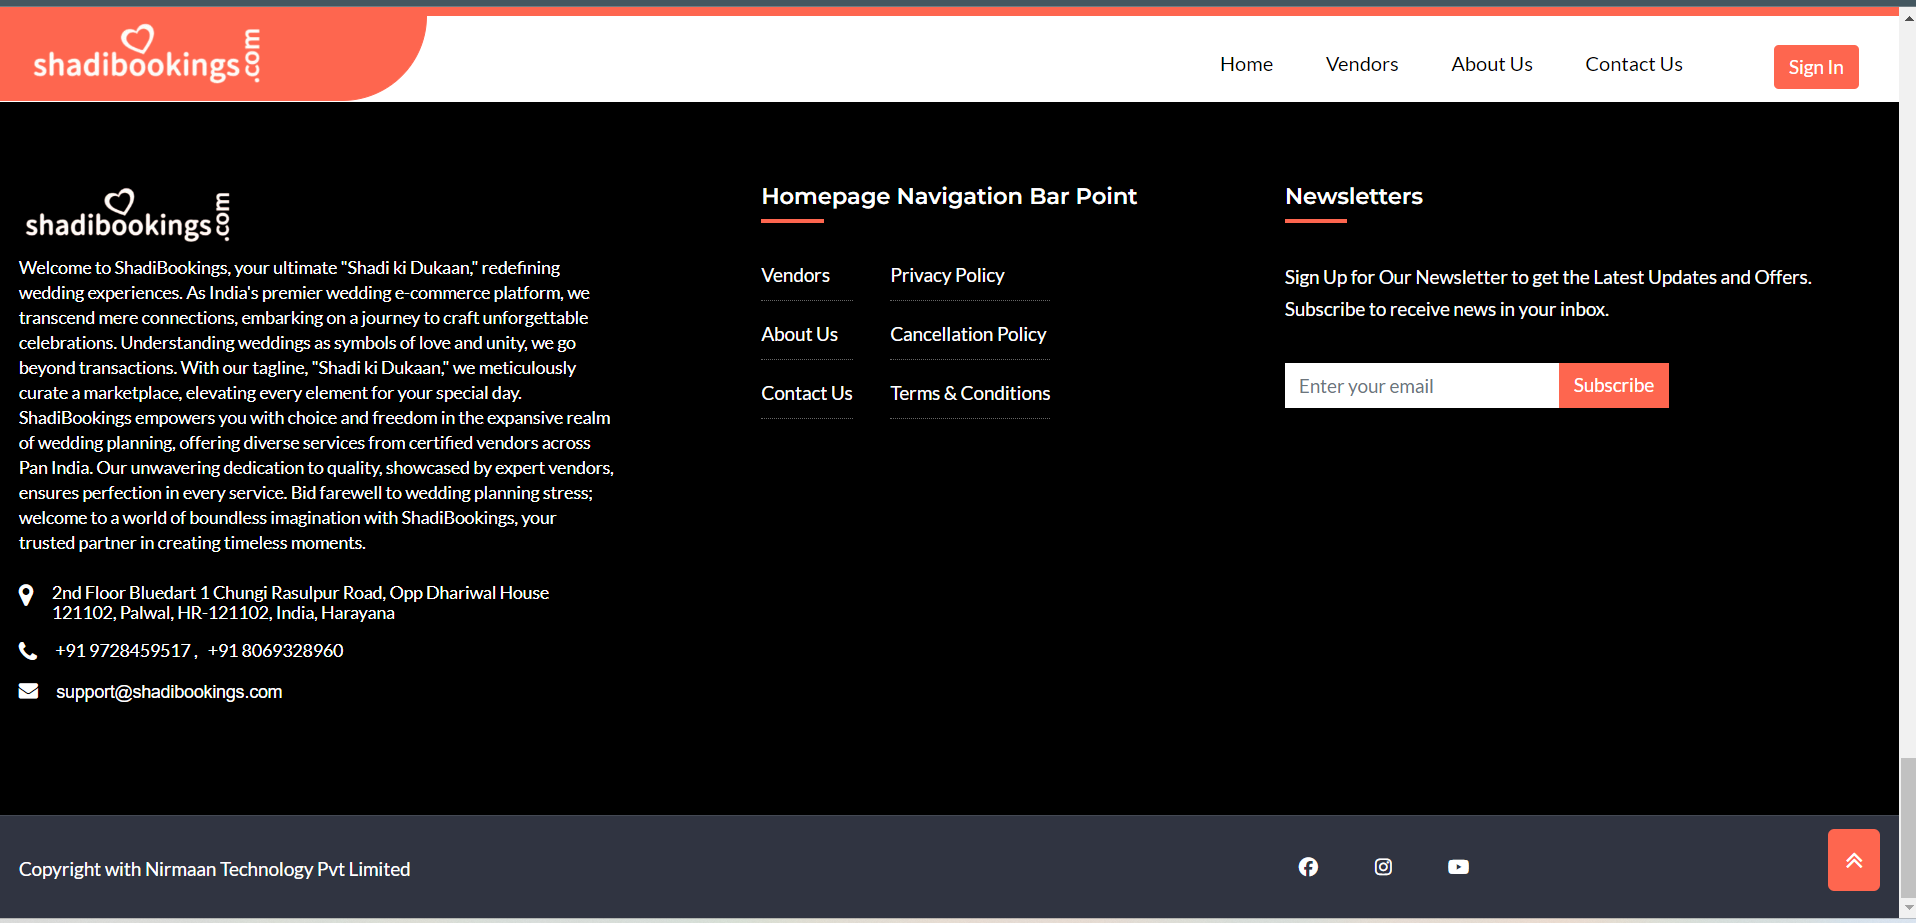 shadibookings.com
Home Vendors About Us Contact Us Sign In
shadibookings.com
Welcome to ShadiBookings, your ultimate "Shadi ki Dukaan," redefining
wedding experiences. As India's premier wedding e-commerce platform, we
transcend mere connections, embarking on a journey to craft unforgettable
celebrations. Understanding weddings as symbols of love and unity, we go
beyond transactions. With our tagline, "Shadi ki Dukaan," we meticulously
curate a marketplace, elevating every element for your special day.
ShadiBookings empowers you with choice and freedom in the expansive realm
of wedding planning, offering diverse services from certified vendors across
Pan India. Our unwavering dedication to quality, showcased by expert vendors,
ensures perfection in every service. Bid farewell to wedding planning stress;
welcome to a world of boundless imagination with ShadiBookings, your
trusted partner in creating timeless moments.
2nd Floor Bluedart 1 Chungi Rasulpur Road, Opp Dhariwal House
121102, Palwal, HR-121102, India, Harayana
+91 9728459517 , +91 8069328960
support@shadibookings.com
Homepage Navigation Bar Point
Vendors
About Us
Contact Us
Privacy Policy
Cancellation Policy
Terms & Conditions
Newsletters
Sign Up for Our Newsletter to get the Latest Updates and Offers.
Subscribe to receive news in your inbox.
Enter your email Subscribe
Copyright with Nirmaan Technology Pvt Limited